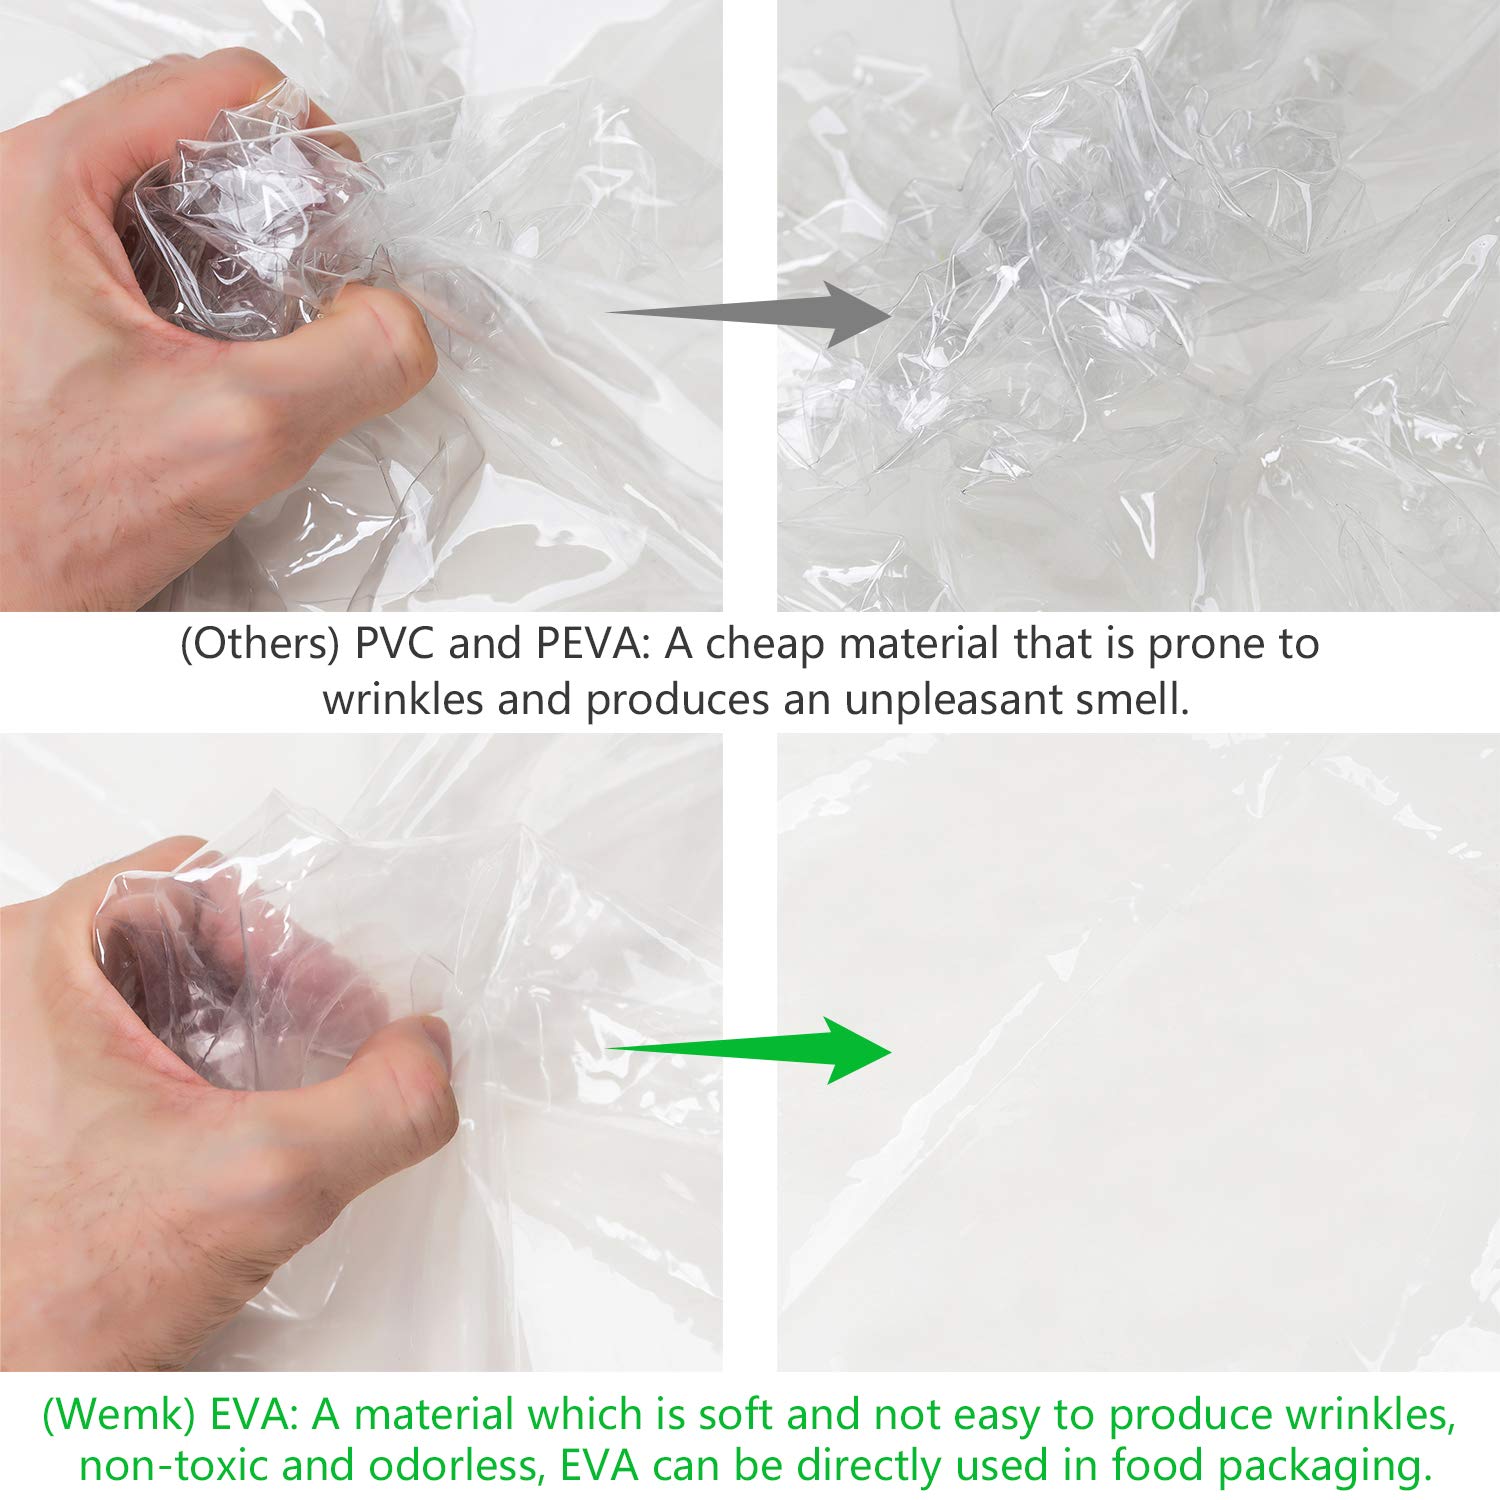 (Others) PVC and PEVA: A cheap material that is prone to
wrinkles and produces an unpleasant smell.
(Wemk) EVA: A material which is soft and not easy to produce wrinkles,
non-toxic and odorless, EVA can be directly used in food packaging.